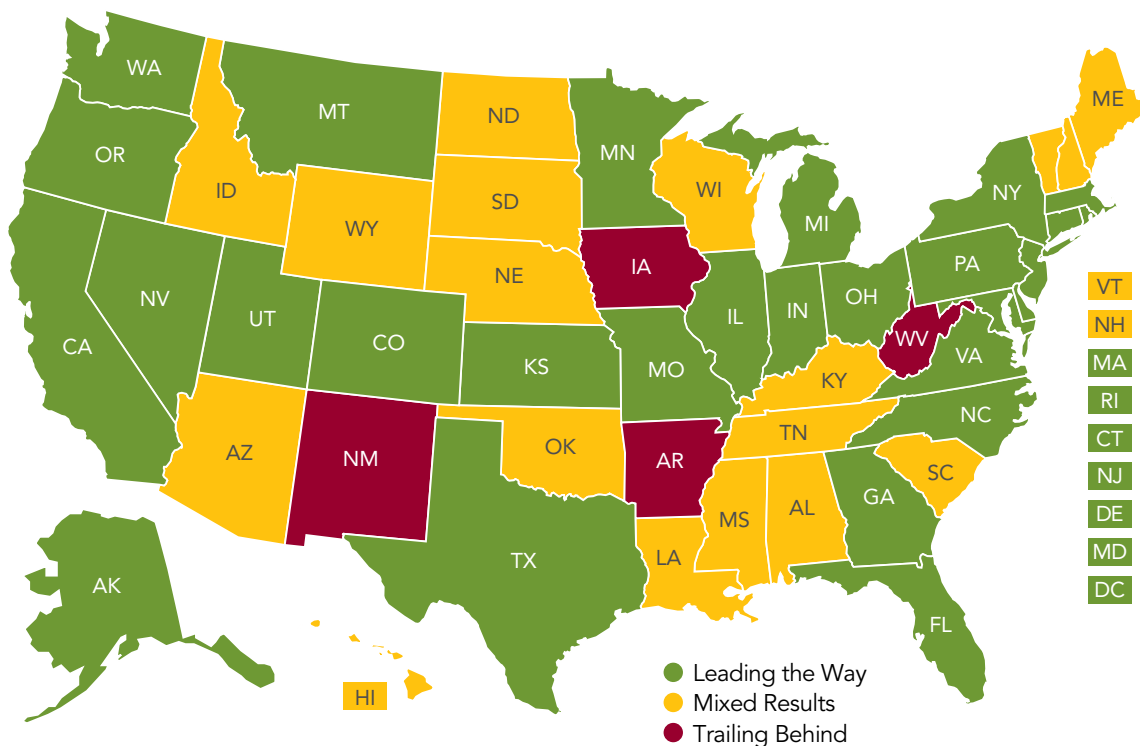 WA
MT
ND
ME
OR
MN
ID
WI
SD
NY
WY
MI
IA
PA
NE
VT
NV
OH
IL
IN
UT
NH
CO
WV
CA
VA
MA
KS
MO
KY
RI
NC
TN
CT
AZ
OK
NM
AR
SC
NJ
GA
MS
AL
DE
TX
LA
MD
AK
DC
FL
HI
Leading the Way
Mixed Results
Trailing Behind